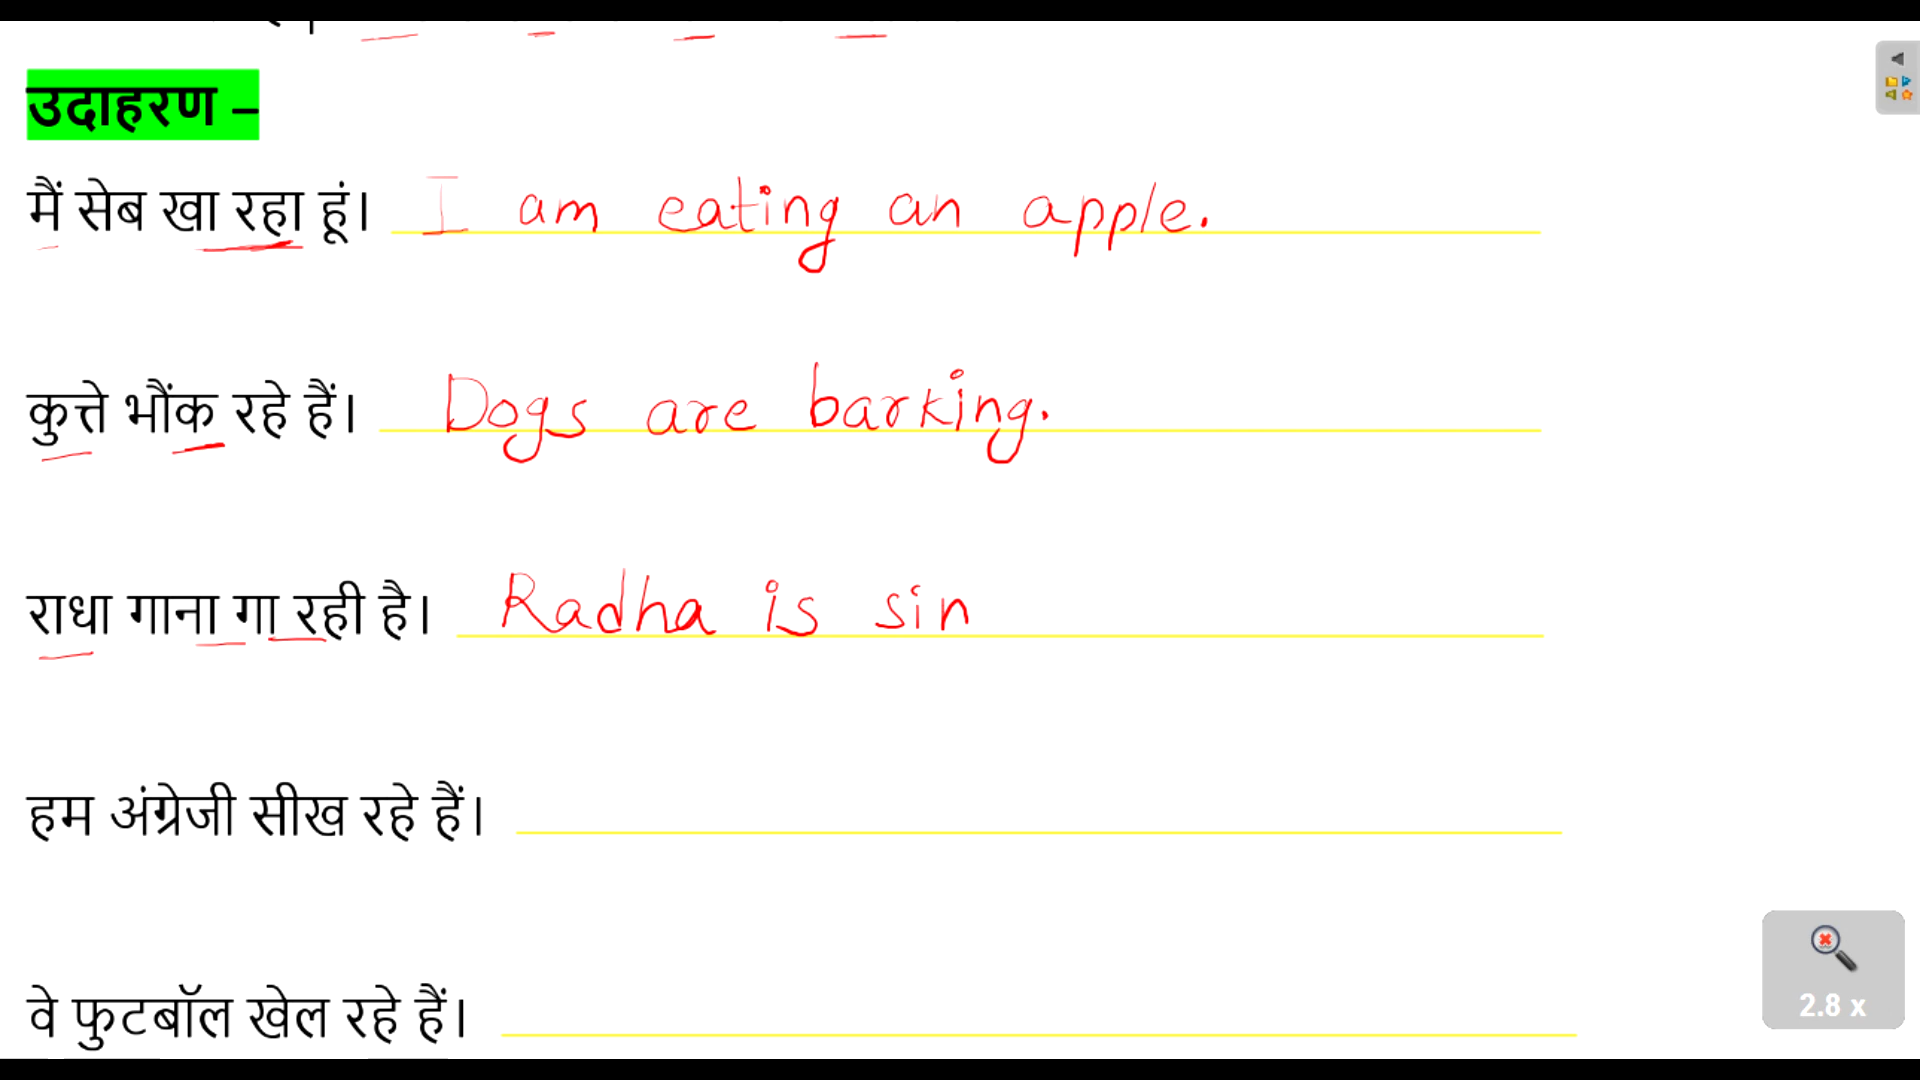 उदाहरण –
मैं सेब खा रहा हूं। I am eating an apple.
कुत्ते भौंक रहे हैं। Dogs are barking.
राधा गाना गा रही है। Radha is sin
हम अंग्रेजी सीख रहे हैं।
वे फुटबॉल खेल रहे हैं।
2.8 x